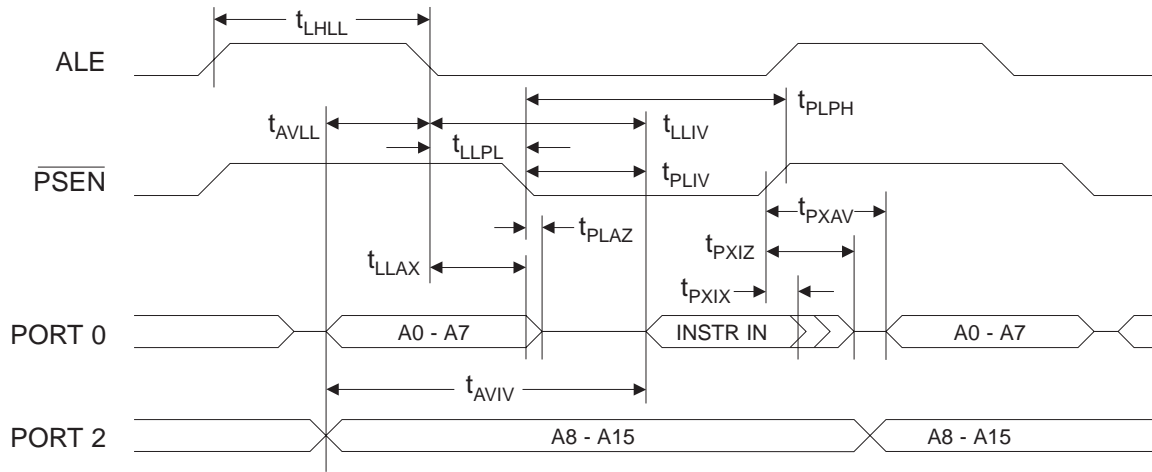 tLHLL
ALE
tPLPH
tAVLL
tLLIV
tLLPL
PSEN
tPLIV
tPXAV
tPLAZ
tPXIZ
tLLAX
tPXIX
PORT 0
A0 - A7
INSTR IN
A0 - A7
tAVIV
PORT 2
A8 - A15
A8 - A15